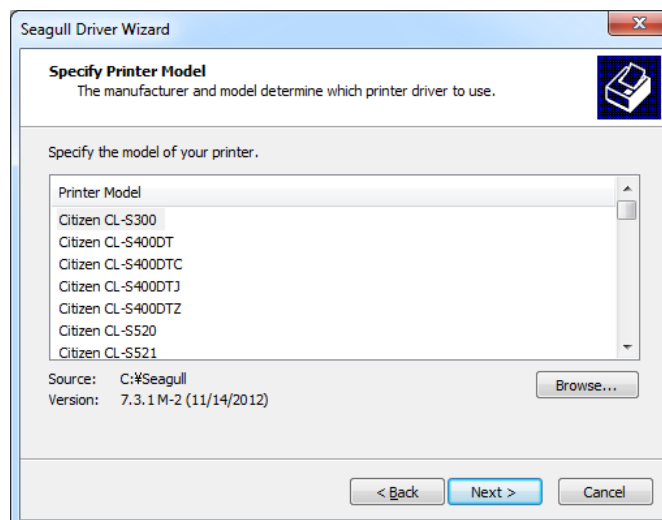 Seagull Driver Wizard
Specify Printer Model
The manufacturer and model determine which printer driver to use.
Specify the model of your printer.
Printer Model
Citizen CL-S300
Citizen CL-S400DT
Citizen CL-S400DTC
Citizen CL-S400DTJ
Citizen CL-S400DTZ
Citizen CL-S520
Citizen CL-S521
Source: C:¥Seagull
Browse...
Version: 7.3.1 M-2 (11/14/2012)
< Back Next > Cancel